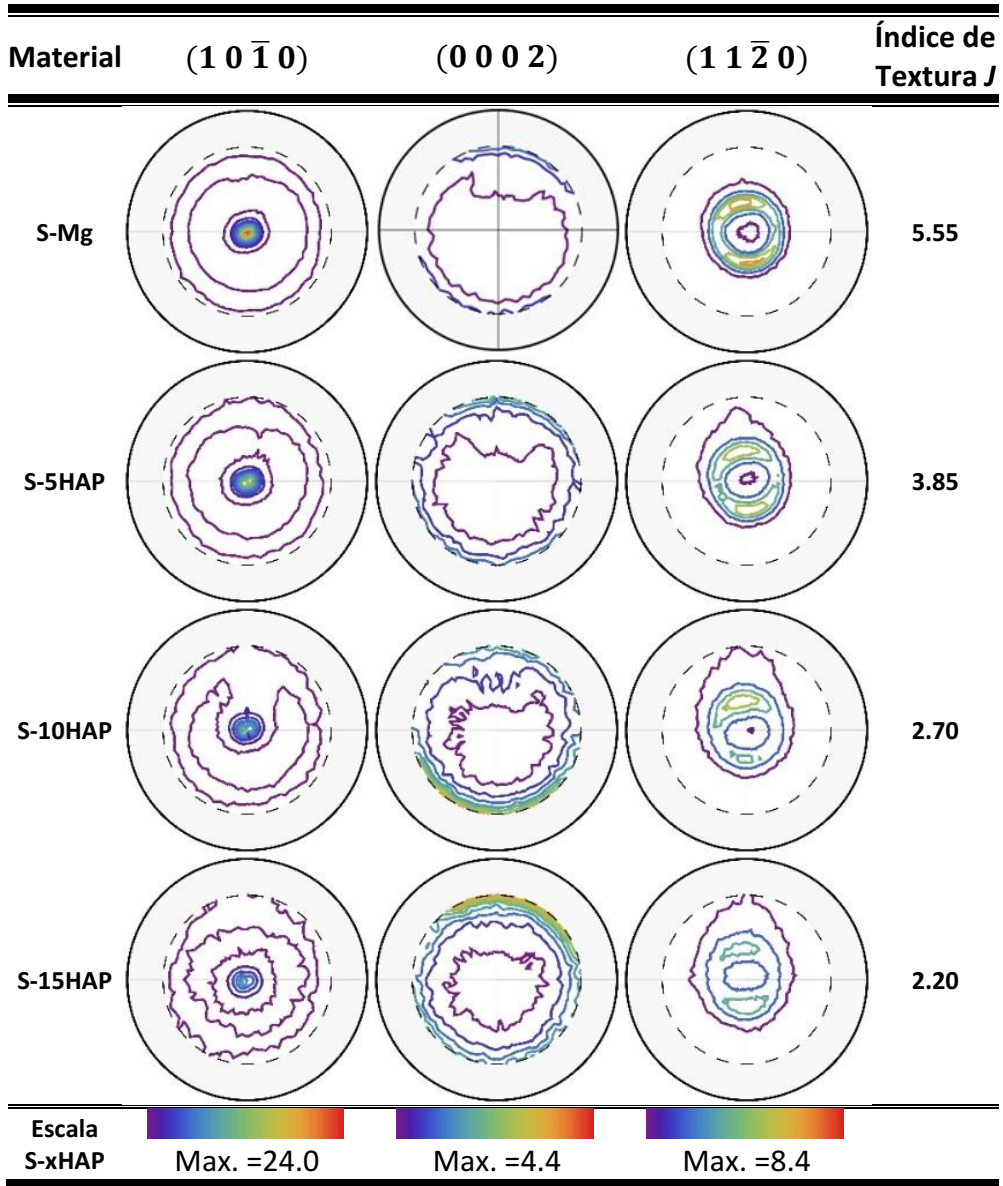 Material (1 0 1̅ 0) (0 0 0 2) (1 1 2̅ 0) Índice de Textura J
S-Mg 5.55
S-5HAP 3.85
S-10HAP 2.70
S-15HAP 2.20
Escala S-xHAP Max. =24.0 Max. =4.4 Max. =8.4